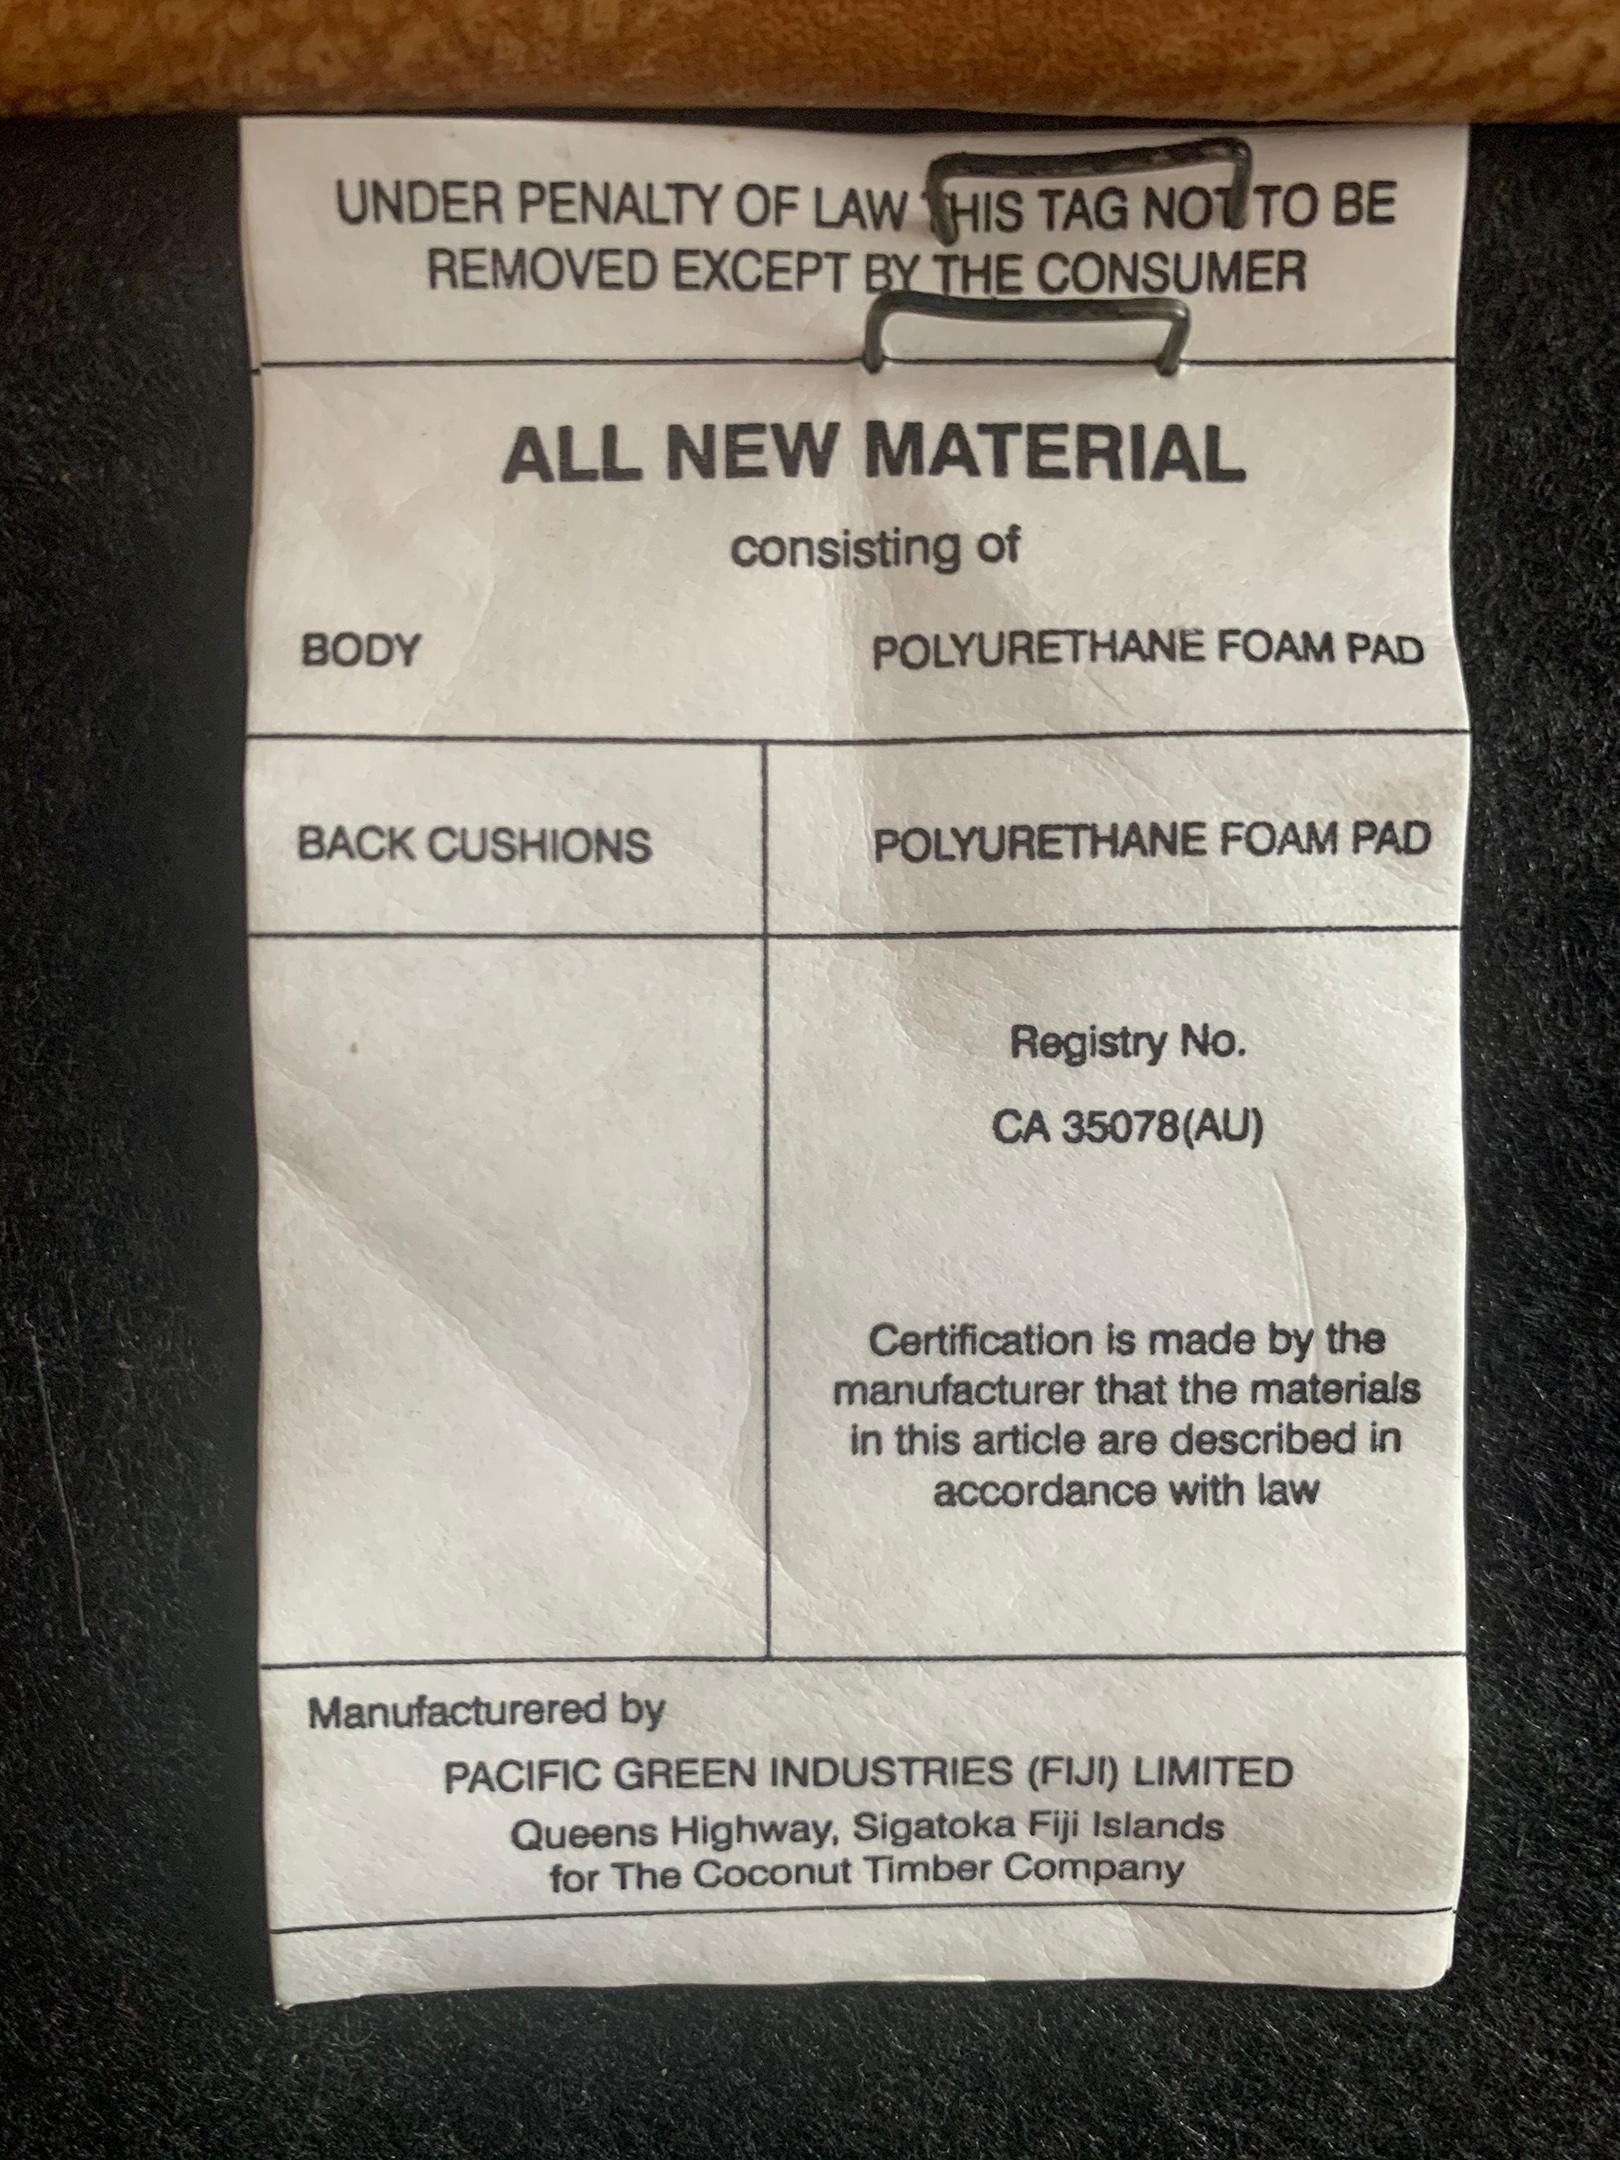 UNDER PENALTY OF LAW THIS TAG NOT TO BE
REMOVED EXCEPT BY THE CONSUMER
ALL NEW MATERIAL
consisting of
BODY POLYURETHANE FOAM PAD
BACK CUSHIONS POLYURETHANE FOAM PAD
Registry No.
CA 35078(AU)
Certification is made by the
manufacturer that the materials
in this article are described in
accordance with law
Manufacturered by
PACIFIC GREEN INDUSTRIES (FIJI) LIMITED
Queens Highway, Sigatoka Fiji Islands
for The Coconut Timber Company